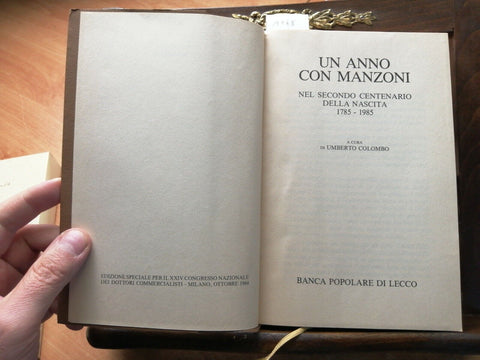 EDIZIONE SPECIALE PER IL XXIV CONGRESSO NAZIONALE
DEI DOTTORI COMMERCIALISTI - MILANO, OTTOBRE 1984
UN ANNO
CON MANZONI
NEL SECONDO CENTENARIO
DELLA NASCITA
1785 - 1985
A CURA
DI UMBERTO COLOMBO
BANCA POPOLARE DI LECCO